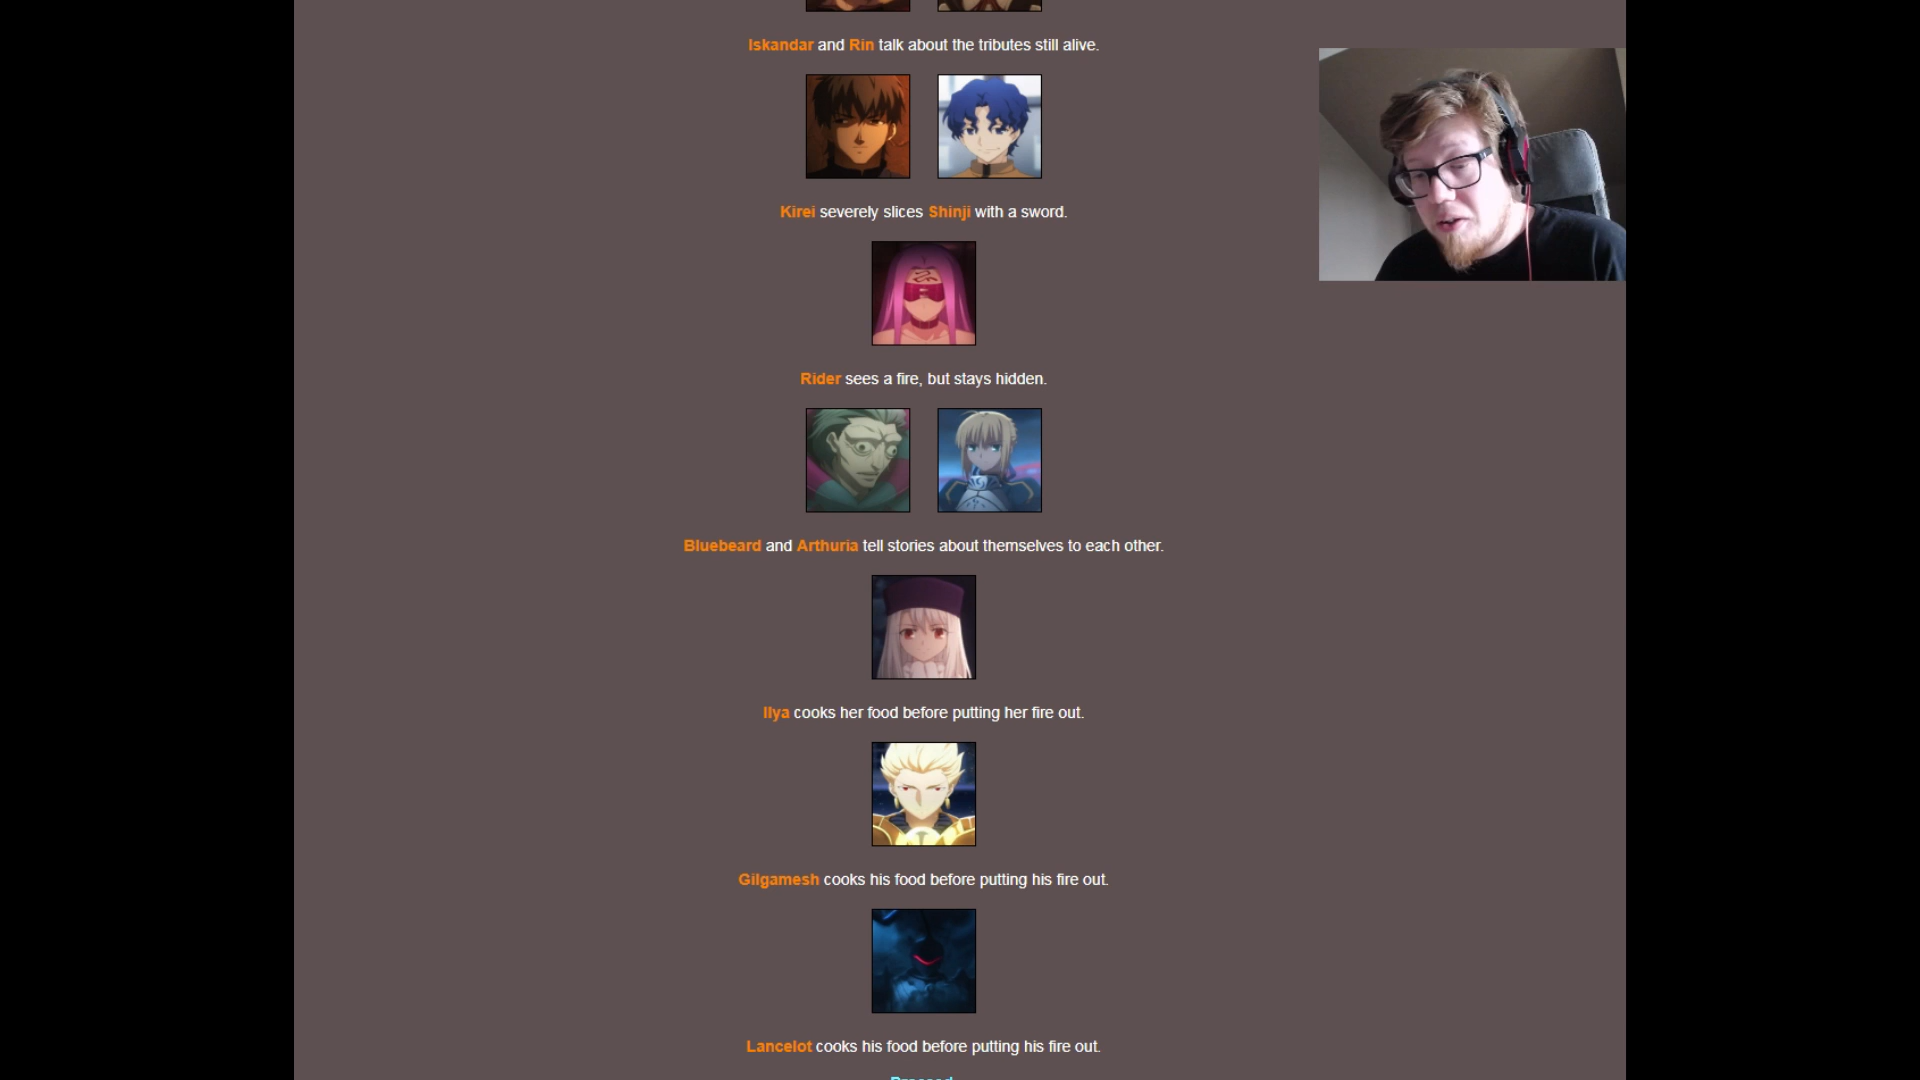 Iskandar and Rin talk about the tributes still alive.
Kirei severely slices Shinji with a sword.
Rider sees a fire, but stays hidden.
Bluebeard and Arthuria tell stories about themselves to each other.
Ilya cooks her food before putting her fire out.
Gilgamesh cooks his food before putting his fire out.
Lancelot cooks his food before putting his fire out.